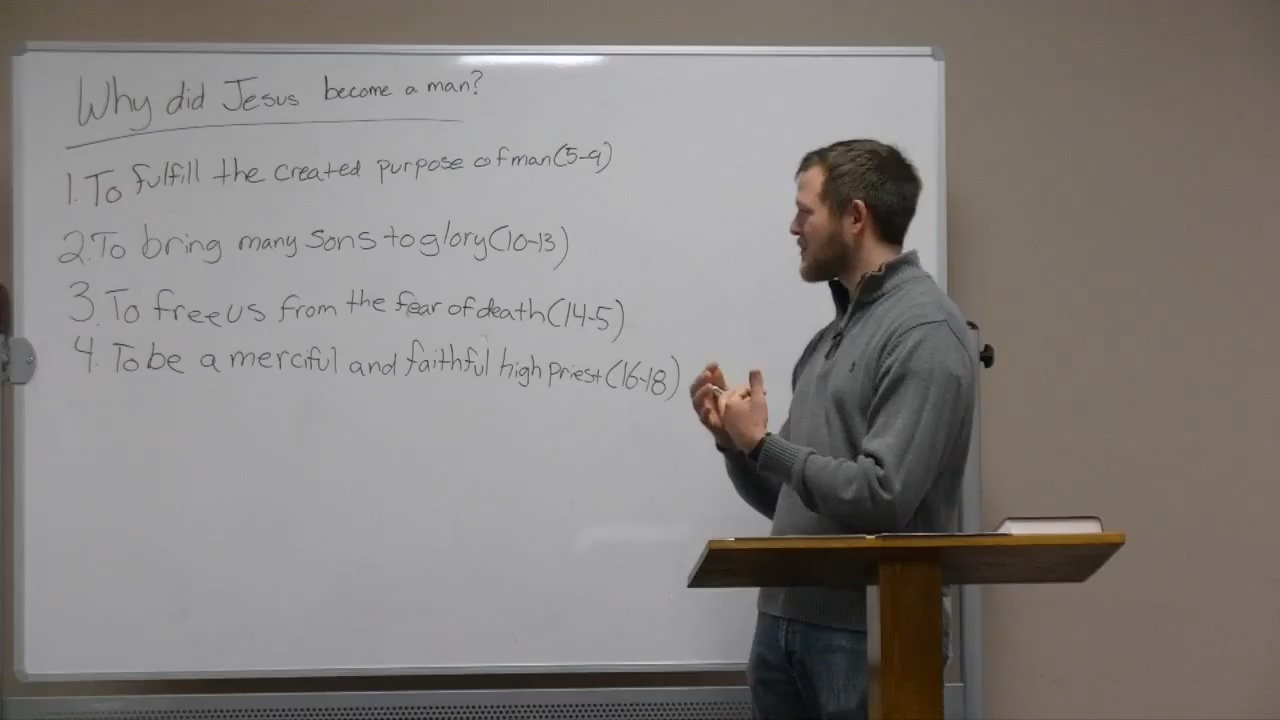 Why did Jesus become a man?
1. To fulfill the created purpose of man (5-9)
2. To bring many sons to glory (10-13)
3. To free us from the fear of death (14-5)
4. To be a merciful and faithful high priest (16-18)